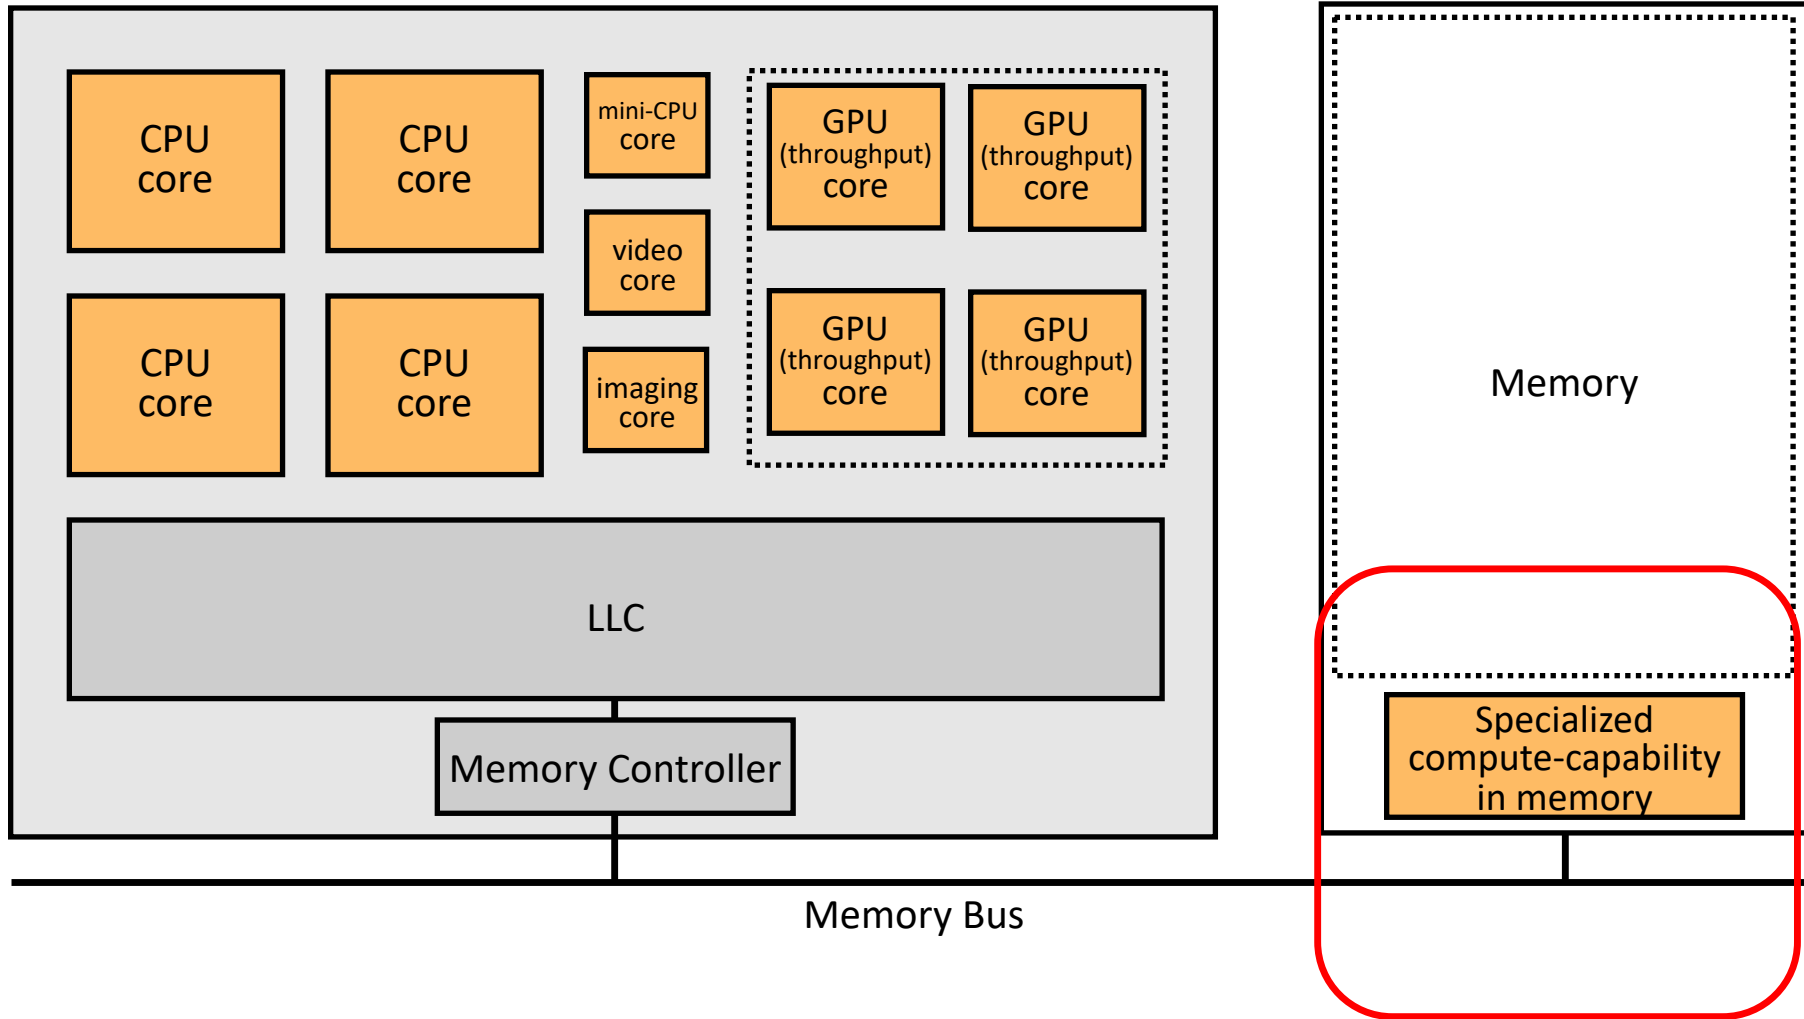 CPU
core
CPU
core
mini-CPU
core
video
core
imaging
core
GPU
(throughput)
core
GPU
(throughput)
core
CPU
core
CPU
core
GPU
(throughput)
core
GPU
(throughput)
core
LLC
Memory Controller
Memory Bus
Memory
Specialized
compute-capability
in memory